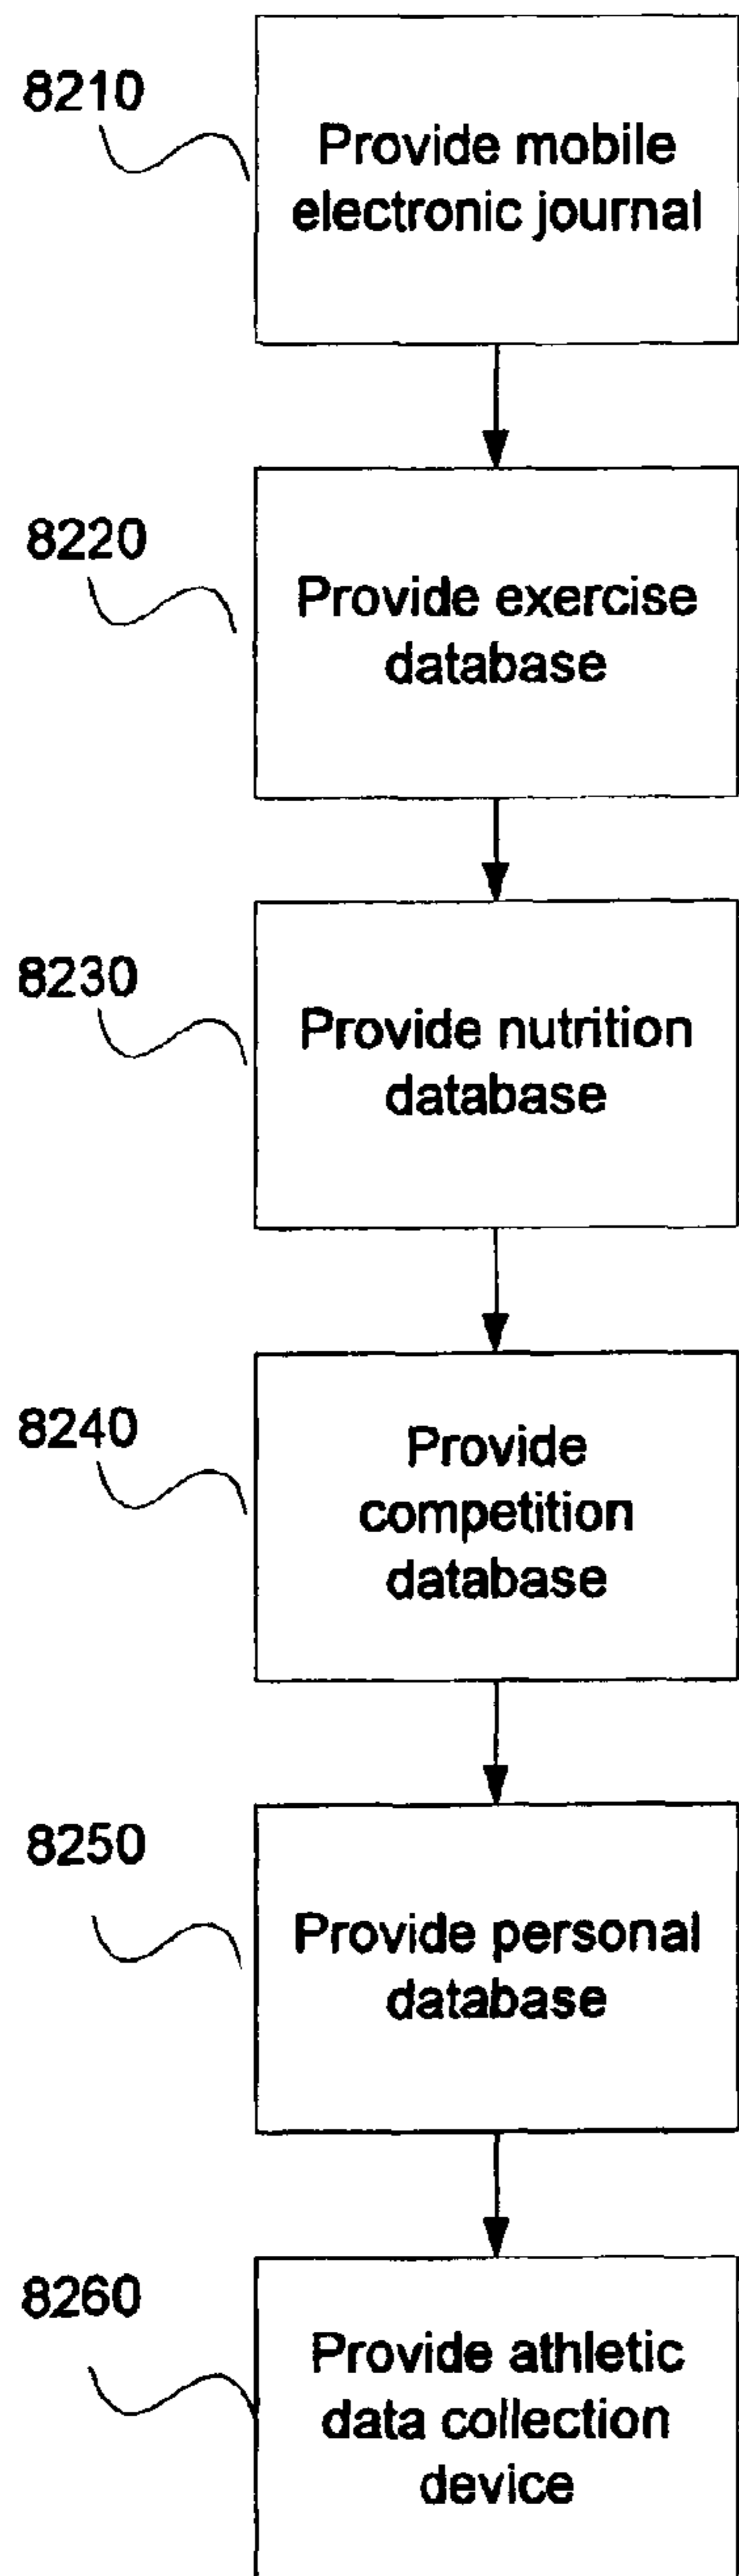 8210
Provide mobile
electronic journal
8220
Provide exercise
database
8230
Provide nutrition
database
8240
Provide
competition
database
8250
Provide personal
database
8260
Provide athletic
data collection
device